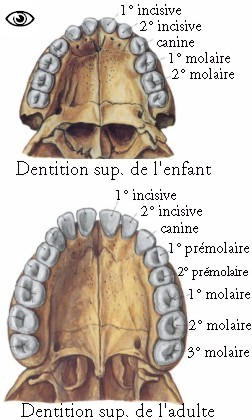 1° incisive
2° incisive
canine
1° molaire
2° molaire
Dentition sup. de l'enfant
1° incisive
2° incisive
canine
1° prémolaire
2° prémolaire
1° molaire
2° molaire
3° molaire
Dentition sup. de l'adulte